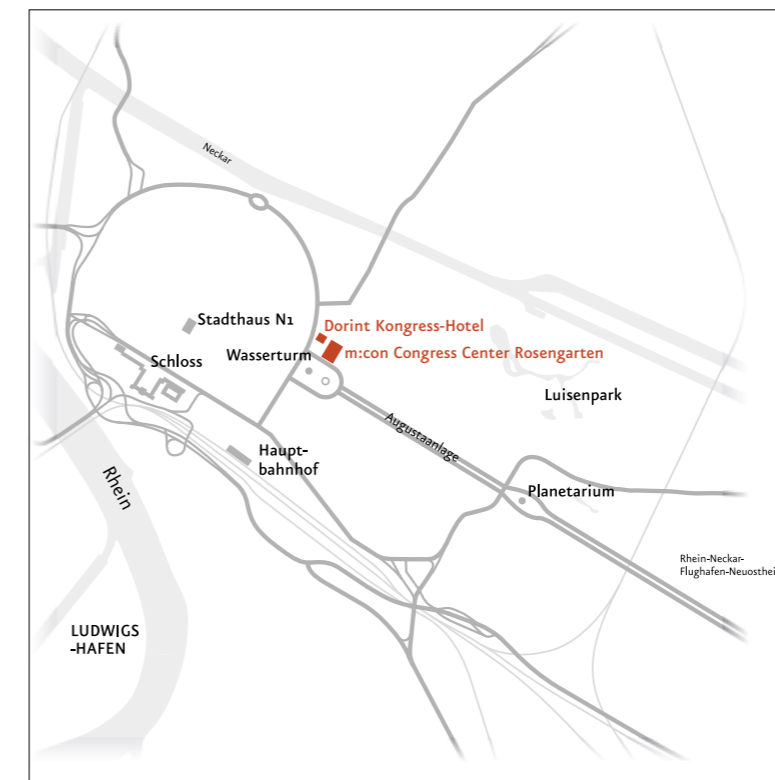 Neckar
Stadthaus N1
Dorint Kongress-Hotel
Wasserturm
m:con Congress Center Rosengarten
Schloss
Luisenpark
Augustaanlage
Haupt-
bahnhof
Rhein
Planetarium
Rhein-Neckar-
Flughafen-Neuosthei
LUDWIGS
-HAFEN